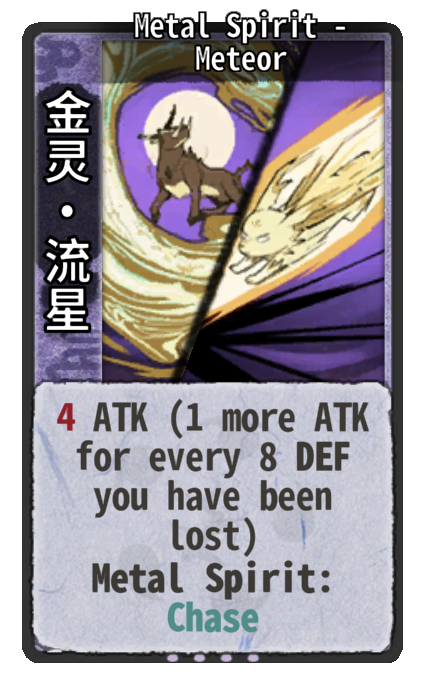 Metal Spirit -
Meteor
金灵·流星
4 ATK (1 more ATK
for every 8 DEF
you have been
lost)
Metal Spirit:
Chase